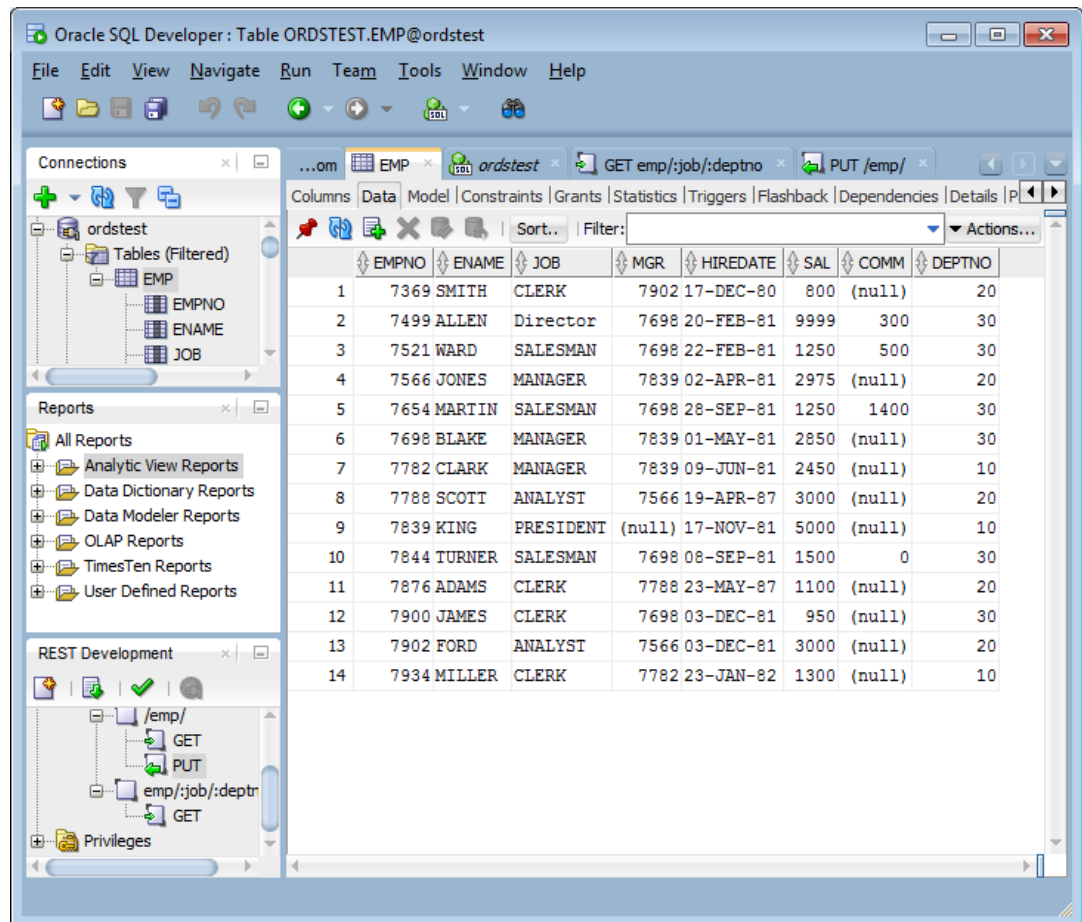 Oracle SQL Developer : Table ORDSTEST.EMP@ordstest
File Edit View Navigate Run Team Tools Window Help
Connections
ordstest
Tables (Filtered)
EMP
EMPNO
ENAME
JOB
Reports
All Reports
Analytic View Reports
Data Dictionary Reports
Data Modeler Reports
OLAP Reports
TimesTen Reports
User Defined Reports
REST Development
/emp/
GET
PUT
emp/:job/:deptn
GET
Privileges
...om EMP ordstest GET emp/:job/:deptno PUT /emp/
Columns Data Model Constraints Grants Statistics Triggers Flashback Dependencies Details P
Sort.. Filter: Actions...
EMPNO ENAME JOB MGR HIREDATE SAL COMM DEPTNO
1 7369 SMITH CLERK 7902 17-DEC-80 800 (null) 20
2 7499 ALLEN Director 7698 20-FEB-81 9999 300 30
3 7521 WARD SALESMAN 7698 22-FEB-81 1250 500 30
4 7566 JONES MANAGER 7839 02-APR-81 2975 (null) 20
5 7654 MARTIN SALESMAN 7698 28-SEP-81 1250 1400 30
6 7698 BLAKE MANAGER 7839 01-MAY-81 2850 (null) 30
7 7782 CLARK MANAGER 7839 09-JUN-81 2450 (null) 10
8 7788 SCOTT ANALYST 7566 19-APR-87 3000 (null) 20
9 7839 KING PRESIDENT (null) 17-NOV-81 5000 (null) 10
10 7844 TURNER SALESMAN 7698 08-SEP-81 1500 0 30
11 7876 ADAMS CLERK 7788 23-MAY-87 1100 (null) 20
12 7900 JAMES CLERK 7698 03-DEC-81 950 (null) 30
13 7902 FORD ANALYST 7566 03-DEC-81 3000 (null) 20
14 7934 MILLER CLERK 7782 23-JAN-82 1300 (null) 10